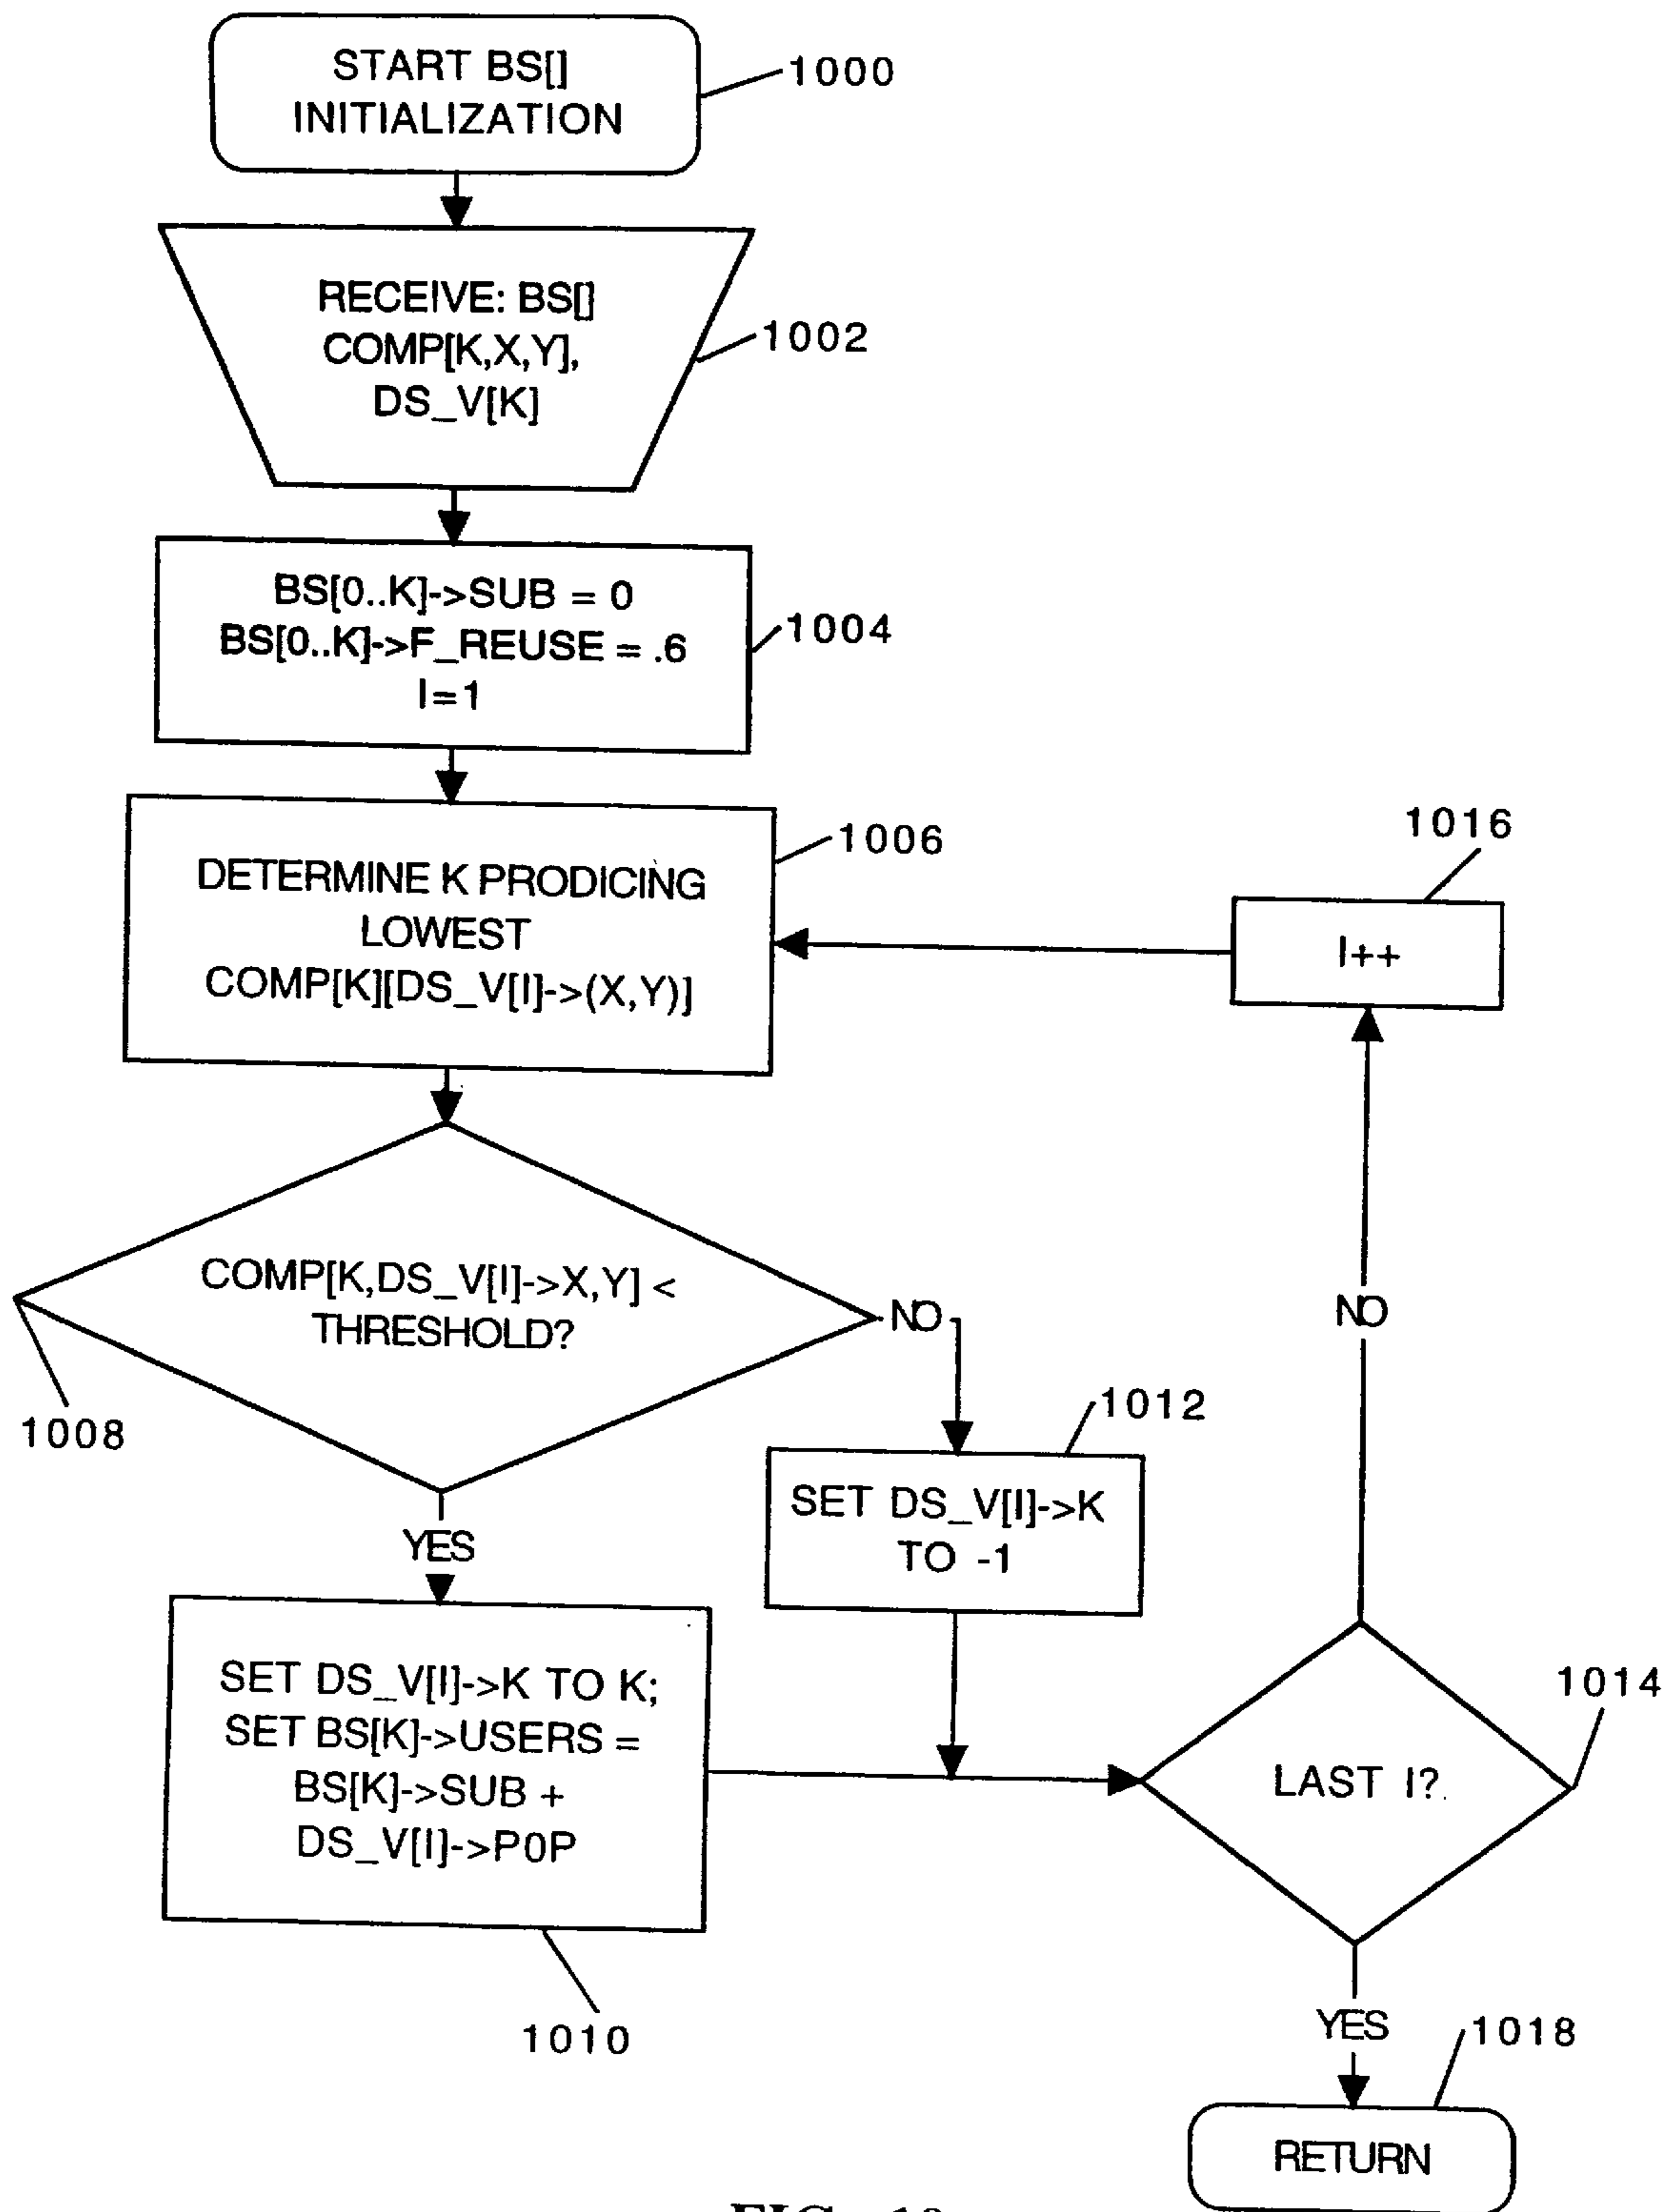 START BS[]
INITIALIZATION
1000
RECEIVE: BS[]
COMP[K,X,Y],
DS_V[K]
1002
BS[0..K]->SUB = 0
BS[0..K]->F_REUSE = .6
I=1
1004
DETERMINE K PRODICING
LOWEST
COMP[K][DS_V[I]->(X,Y)]
1006
1016
I++
COMP[K,DS_V[I]->X,Y] <
THRESHOLD?
1008
NO
NO
1012
SET DS_V[I]->K
TO -1
YES
SET DS_V[I]->K TO K;
SET BS[K]->USERS =
BS[K]->SUB +
DS_V[I]->P0P
1010
1014
LAST I?
YES
1018
RETURN